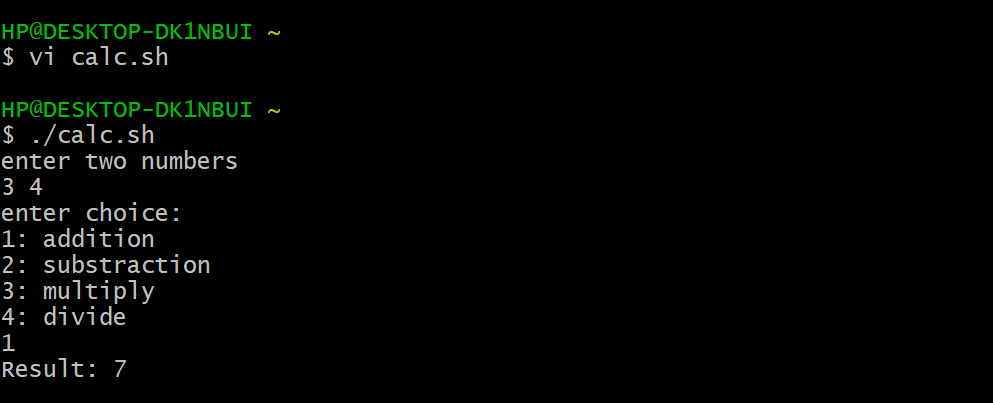 HP@DESKTOP-DK1NBUI ~
$ vi calc.sh
HP@DESKTOP-DK1NBUI ~
$ ./calc.sh
enter two numbers
3 4
enter choice:
1: addition
2: substraction
3: multiply
4: divide
1
Result: 7